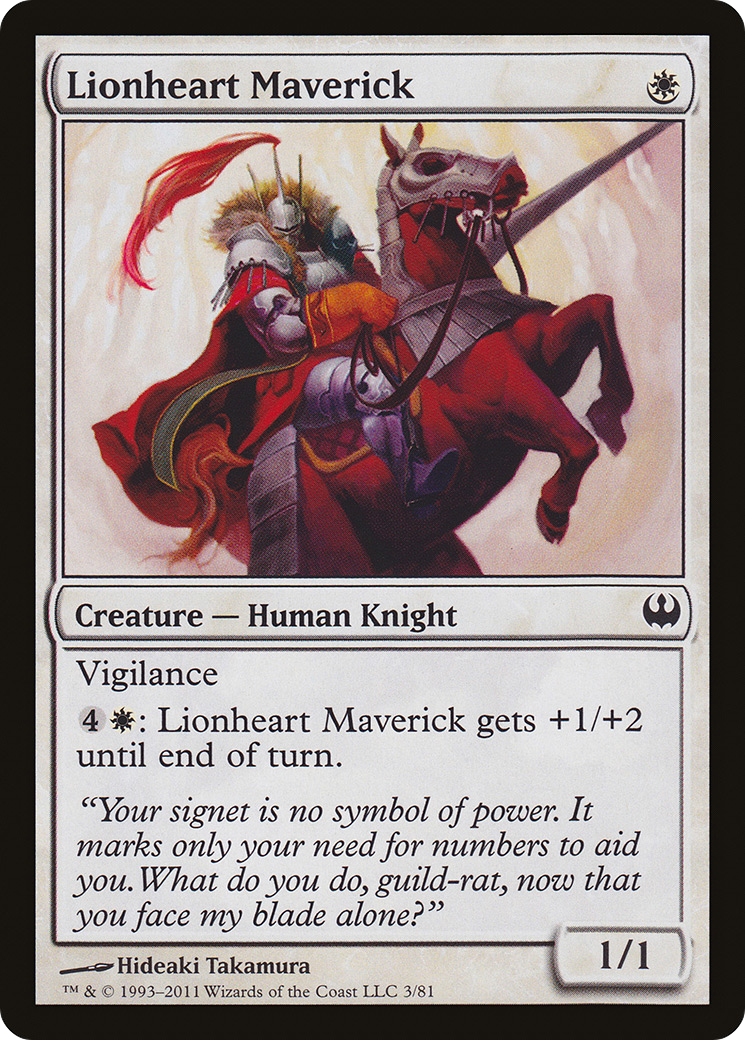 Lionheart Maverick
Creature — Human Knight
Vigilance
4: Lionheart Maverick gets +1/+2
until end of turn.
“Your signet is no symbol of power. It
marks only your need for numbers to aid
you. What do you do, guild-rat, now that
you face my blade alone?”
1/1
Hideaki Takamura
™ & © 1993–2011 Wizards of the Coast LLC 3/81